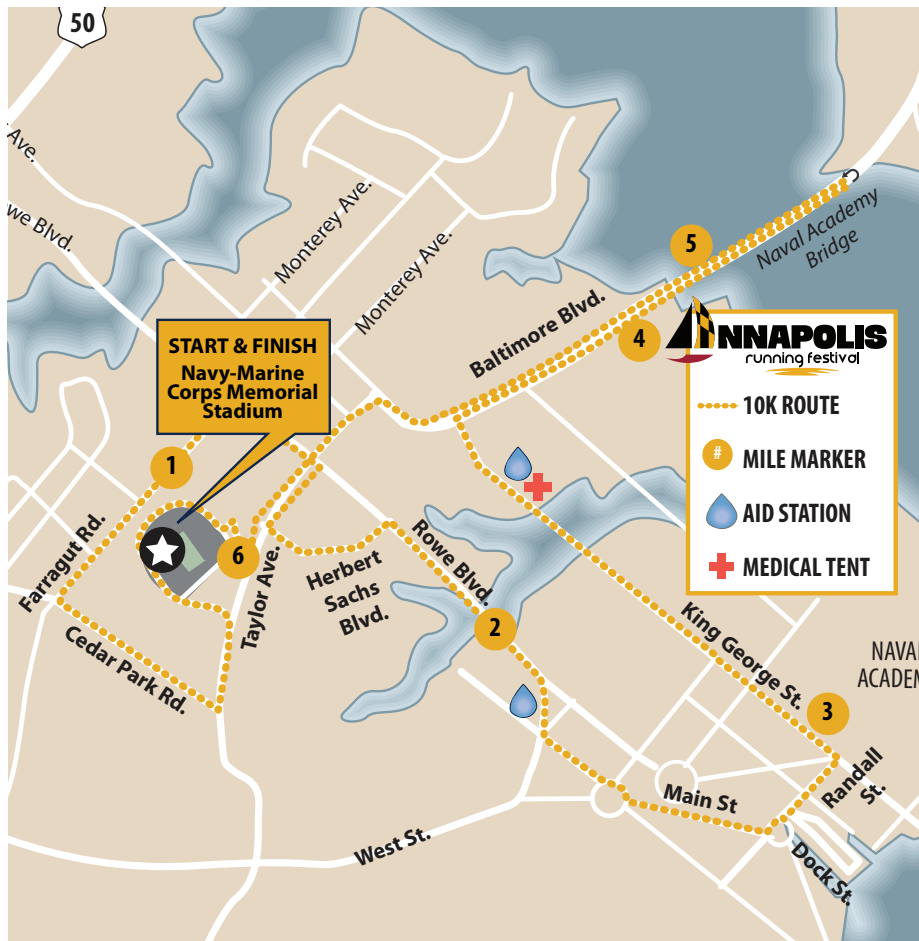 50
Ave.
owe Blvd.
Monterey Ave.
Monterey Ave.
Naval Academy
Bridge
5
4
Baltimore Blvd.
START & FINISH
Navy-Marine
Corps Memorial
Stadium
ANNAPOLIS
running festival
10K ROUTE
# MILE MARKER
AID STATION
MEDICAL TENT
1
Farragut Rd.
6
Taylor Ave.
Herbert
Sachs
Blvd.
Rowe Blvd.
2
Cedar Park Rd.
King George St.
NAVA
ACADEM
3
Randall
St.
Main St
West St.
Dock St.